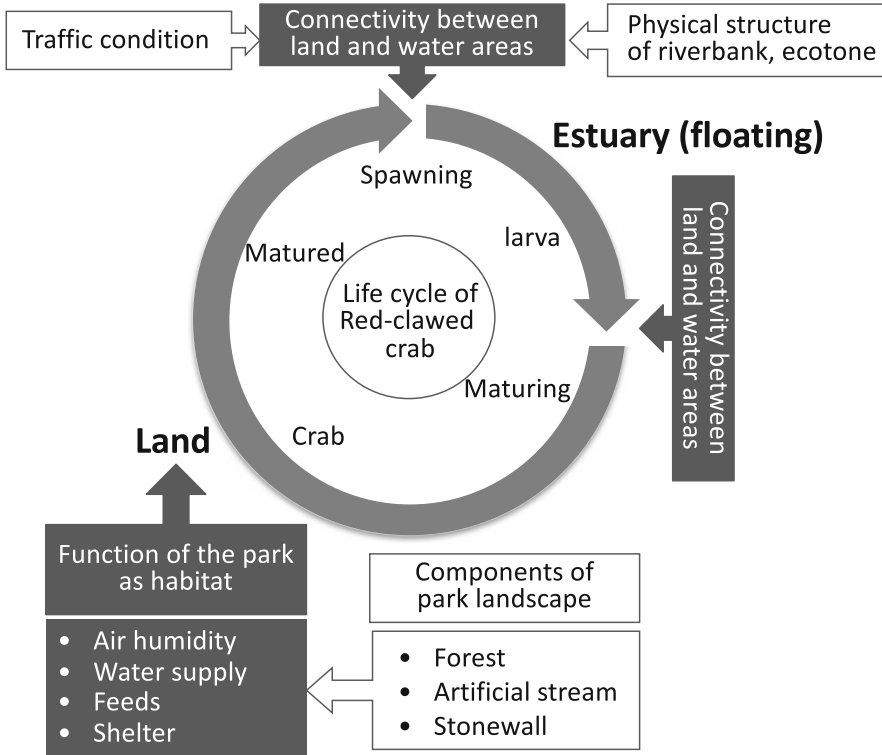 Traffic condition
Connectivity between
land and water areas
Physical structure
of riverbank, ecotone
Estuary (floating)
Spawning
larva
Matured
Life cycle of
Red-clawed
crab
Connectivity between
land and water areas
Maturing
Crab
Land
Function of the park
as habitat
• Air humidity
• Water supply
• Feeds
• Shelter
Components of
park landscape
• Forest
• Artificial stream
• Stonewall